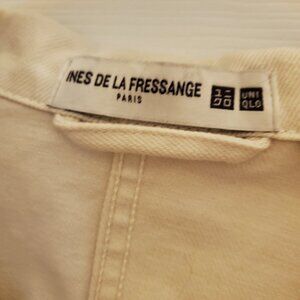 INES DE LA FRESSANGE
PARIS
ユニ
クロ
UNI
QLO